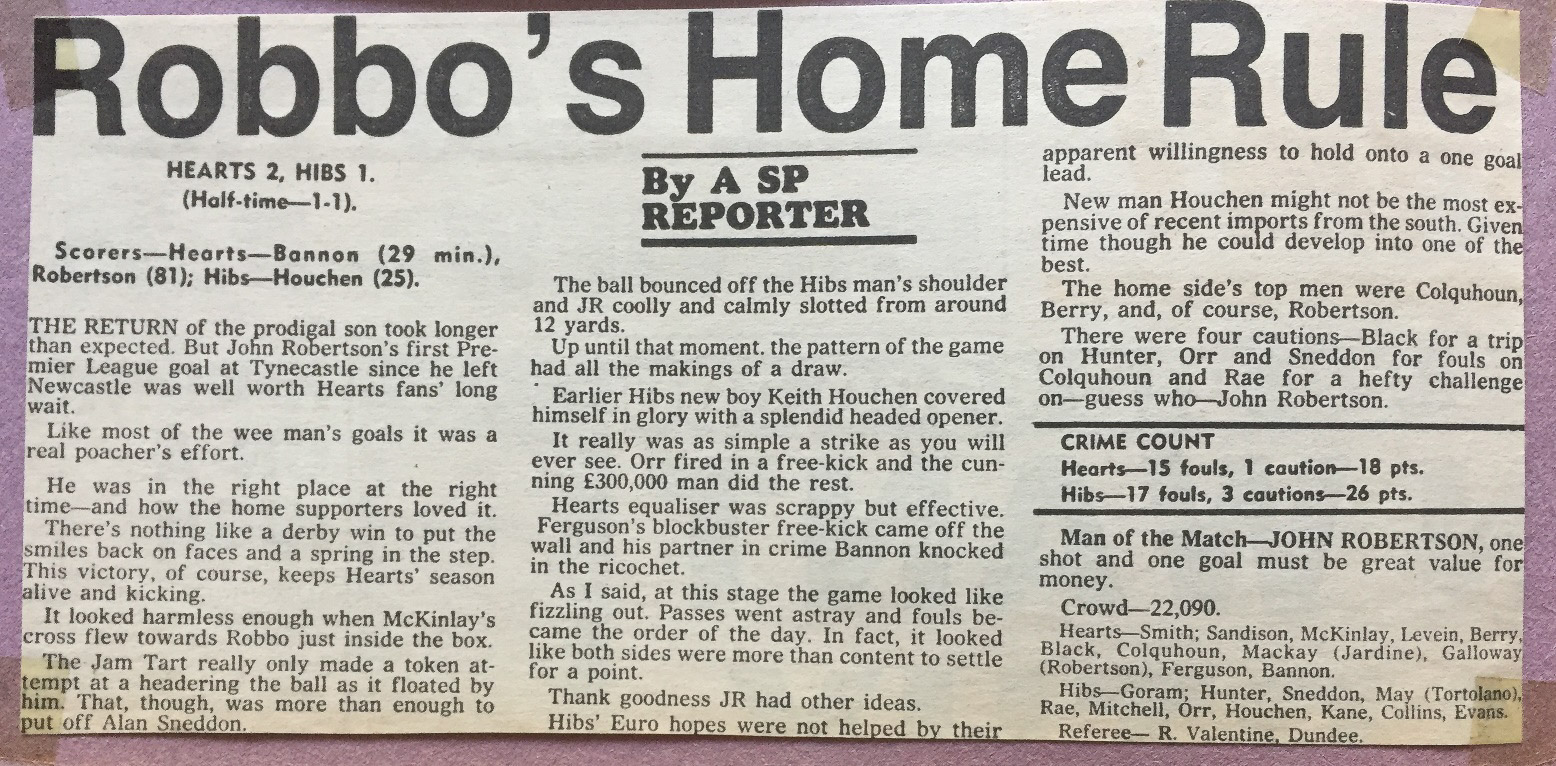 Robbo's Home Rule
HEARTS 2, HIBS 1.
(Half-time—1-1).
Scorers—Hearts—Bannon (29 min.),
Robertson (81); Hibs—Houchen (25).
THE RETURN of the prodigal son took longer
than expected. But John Robertson's first Pre-
mier League goal at Tynecastle since he left
Newcastle was well worth Hearts fans' long
wait.
Like most of the wee man's goals it was a
real poacher's effort.
He was in the right place at the right
time—and how the home supporters loved it.
There's nothing like a derby win to put the
smiles back on faces and a spring in the step.
This victory, of course, keeps Hearts' season
alive and kicking.
It looked harmless enough when McKinlay's
cross flew towards Robbo just inside the box.
The Jam Tart really only made a token at-
tempt at a headering the ball as it floated by
him. That, though, was more than enough to
put off Alan Sneddon.
By A SP
REPORTER
The ball bounced off the Hibs man's shoulder
and JR coolly and calmly slotted from around
12 yards.
Up until that moment. the pattern of the game
had all the makings of a draw.
Earlier Hibs new boy Keith Houchen covered
himself in glory with a splendid headed opener.
It really was as simple a strike as you will
ever see. Orr fired in a free-kick and the cun-
ning £300,000 man did the rest.
Hearts equaliser was scrappy but effective.
Ferguson's blockbuster free-kick came off the
wall and his partner in crime Bannon knocked
in the ricochet.
As I said, at this stage the game looked like
fizzling out. Passes went astray and fouls be-
came the order of the day. In fact, it looked
like both sides were more than content to settle
for a point.
Thank goodness JR had other ideas.
Hibs' Euro hopes were not helped by their
apparent willingness to hold onto a one goal
lead.
New man Houchen might not be the most ex-
pensive of recent imports from the south. Given
time though he could develop into one of the
best.
The home side's top men were Colquhoun,
Berry, and, of course, Robertson.
There were four cautions—Black for a trip
on Hunter, Orr and Sneddon for fouls on
Colquhoun and Rae for a hefty challenge
on—guess who—John Robertson.
CRIME COUNT
Hearts—15 fouls, 1 caution—18 pts.
Hibs—17 fouls, 3 cautions—26 pts.
Man of the Match—JOHN ROBERTSON, one
shot and one goal must be great value for
money.
Crowd—22,090.
Hearts—Smith; Sandison, McKinlay, Levein, Berry,
Black, Colquhoun, Mackay (Jardine), Galloway
(Robertson), Ferguson, Bannon.
Hibs—Goram; Hunter, Sneddon, May (Tortolano),
Rae, Mitchell, Orr, Houchen, Kane, Collins, Evans.
Referee— R. Valentine, Dundee.